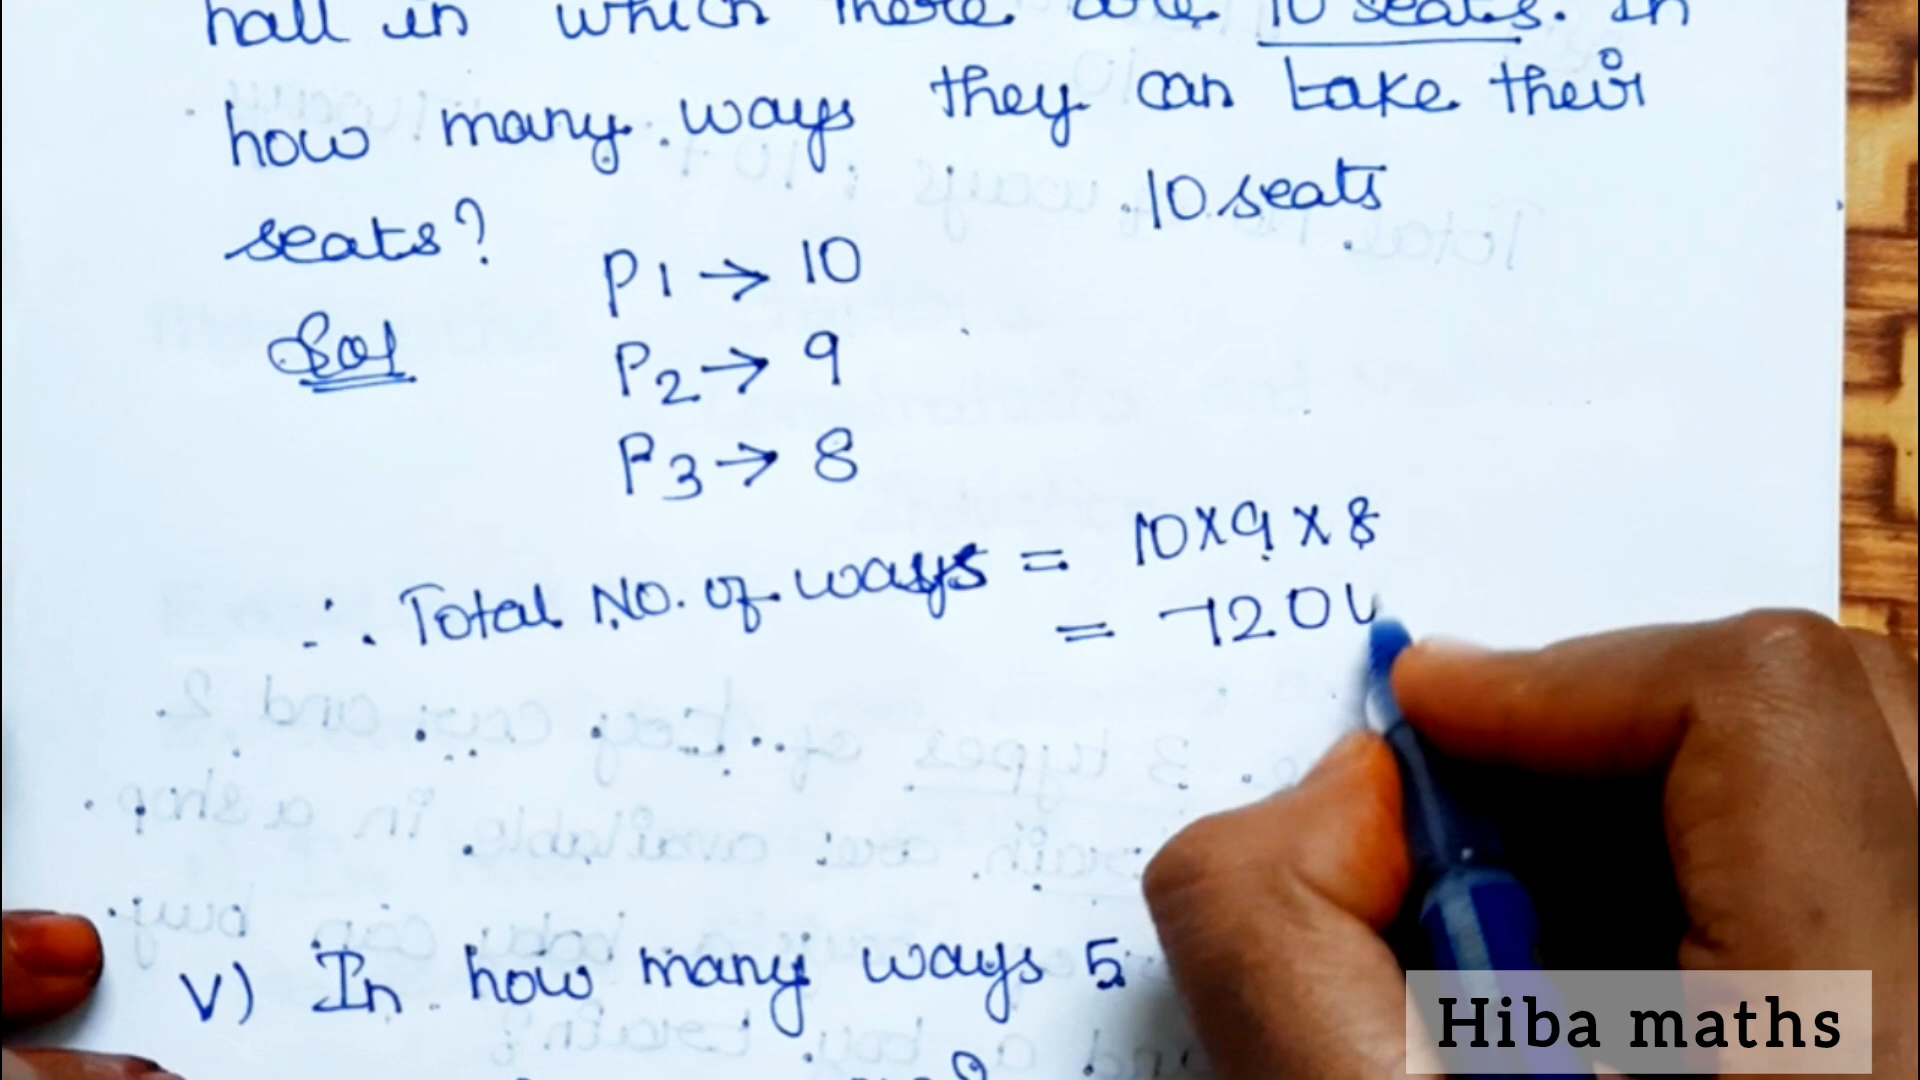 hall in which there are 10 seats. In
how many ways they can take their
seats?
10 seats
Sol
P1 → 10
P2 → 9
P3 → 8
∴ Total No. of ways = 10 x 9 x 8
= 720
V) In how many ways 5
Hiba maths